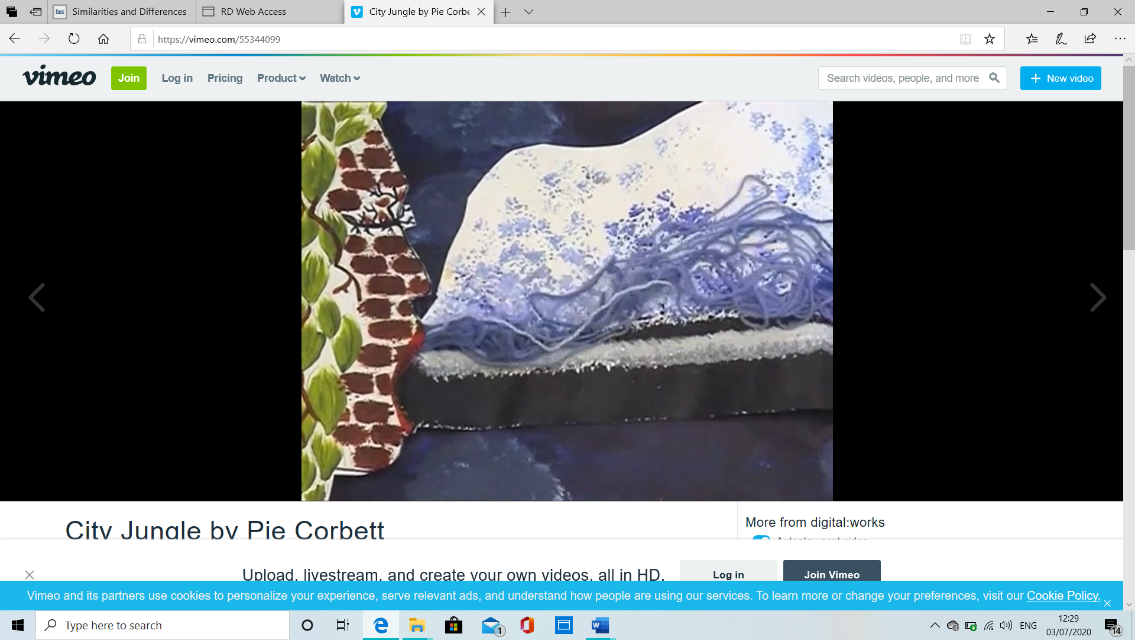 Similarities and Differences
RD Web Access
City Jungle by Pie Corbe
https://vimeo.com/55344099
vimeo Join Log in Pricing Product Watch Search videos, people, and more New video
City Jungle by Pie Corbett
More from digital:works
Autoplay next video
Upload, livestream, and create your own videos, all in HD. Log in Join Vimeo
Vimeo and its partners use cookies to personalize your experience, serve relevant ads, and understand how people are using our services. To learn more or change your preferences, visit our Cookie Policy.
Type here to search
1
ENG
12:29
03/07/2020
14